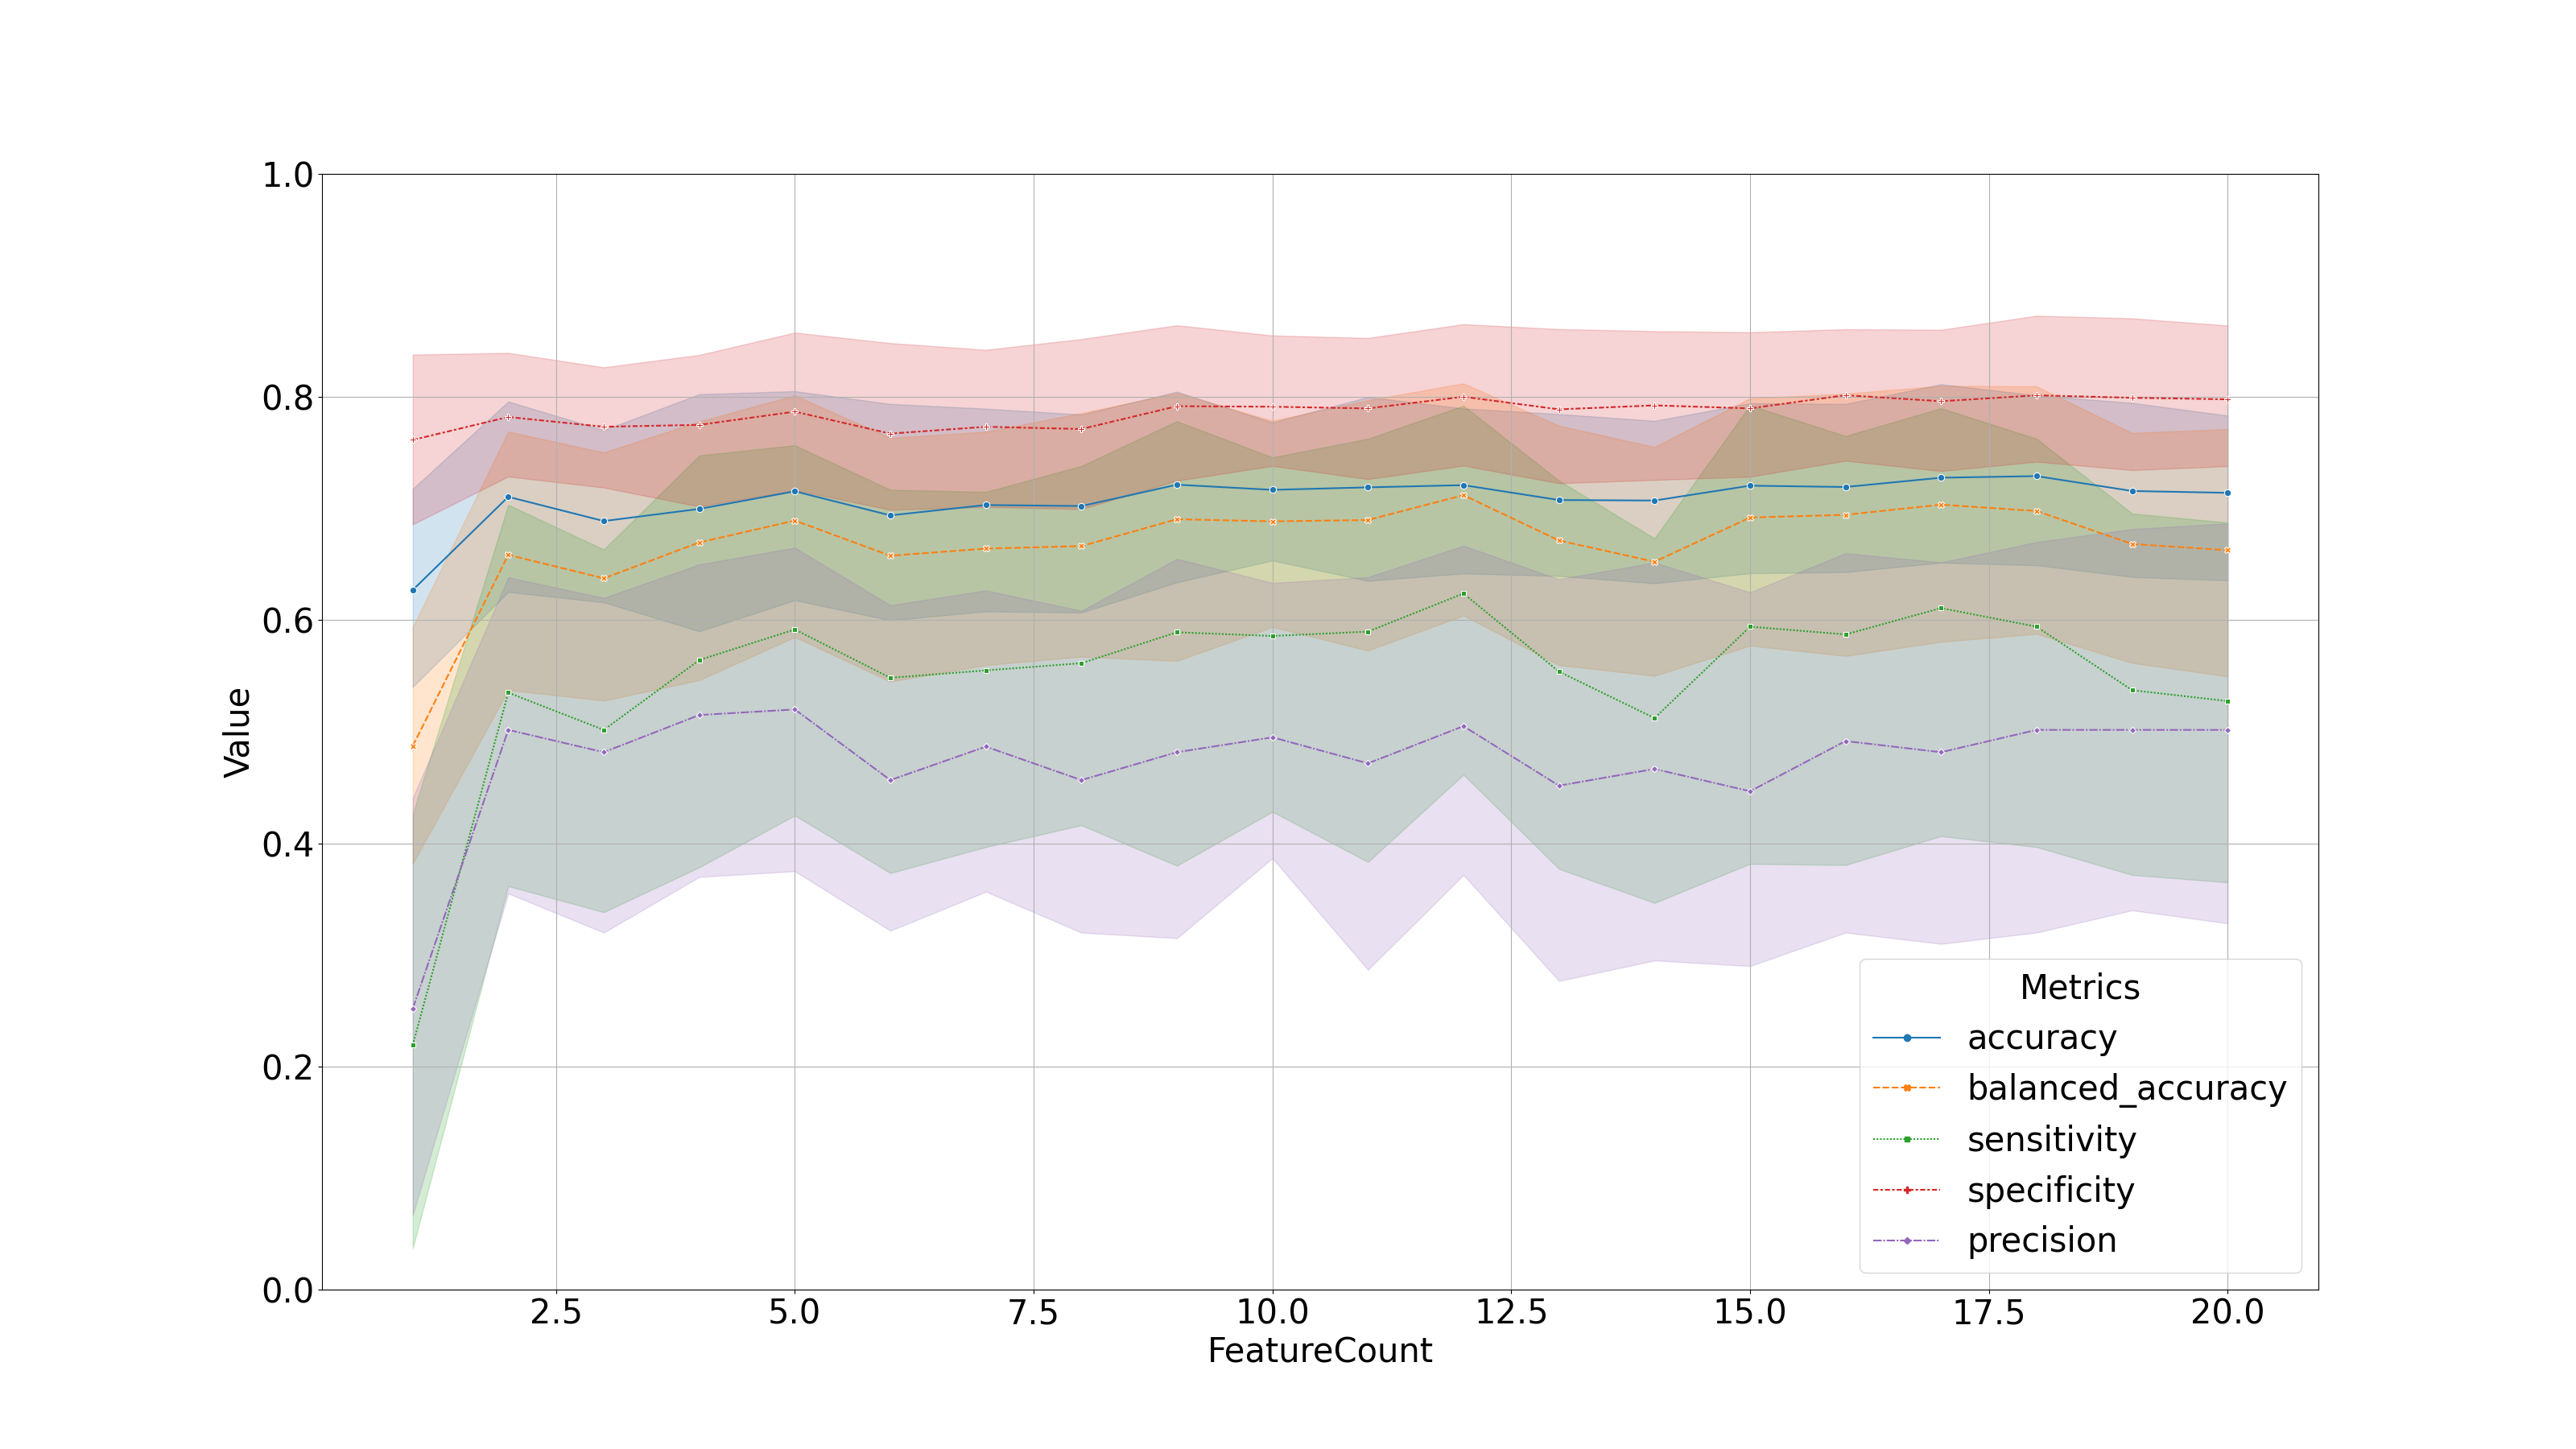 1.0
0.8
0.6
0.4
0.2
0.0
Value
2.5 5.0 7.5 10.0 12.5 15.0 17.5 20.0
FeatureCount
Metrics
accuracy
balanced_accuracy
sensitivity
specificity
precision